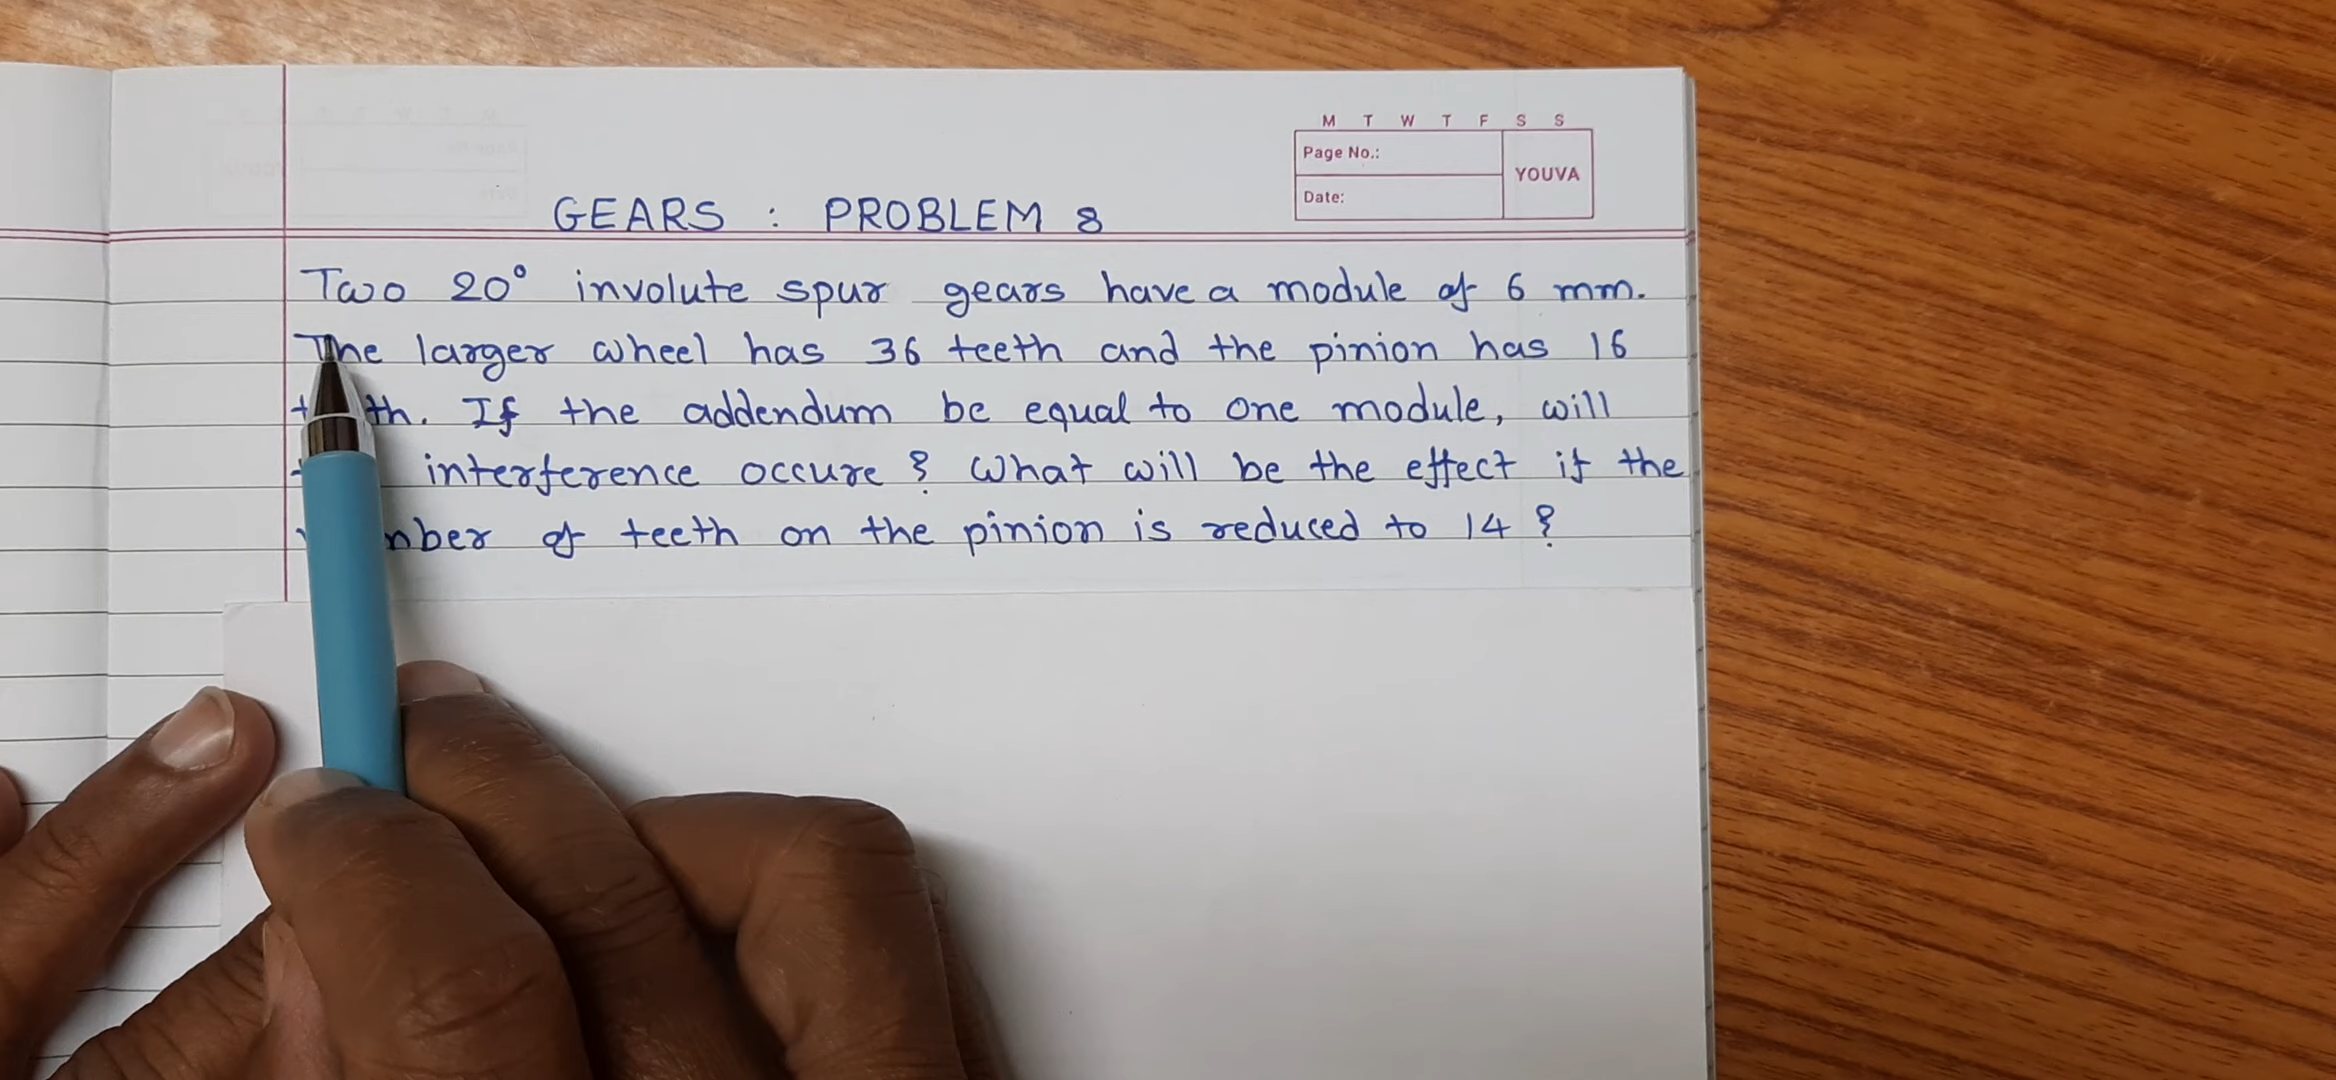 M T W T F S S
Page No.:
YOUVA
Date:
GEARS : PROBLEM 8
Two 20° involute spur gears have a module of 6 mm.
The larger wheel has 36 teeth and the pinion has 16
If the addendum be equal to one module, will
interference occure ? What will be the effect if the
of teeth on the pinion is reduced to 14 ?